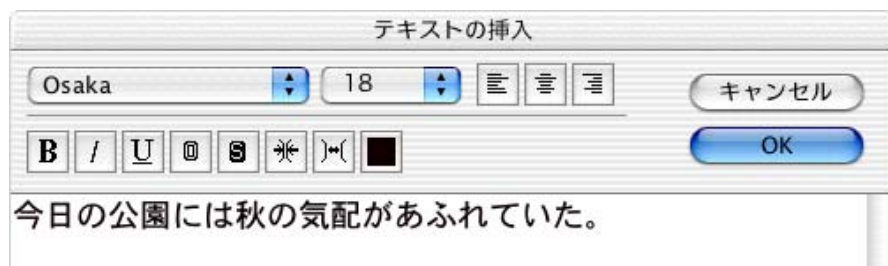 テキストの挿入
Osaka 18
キャンセル
B I U O S
OK
今日の公園には秋の気配があふれていた。